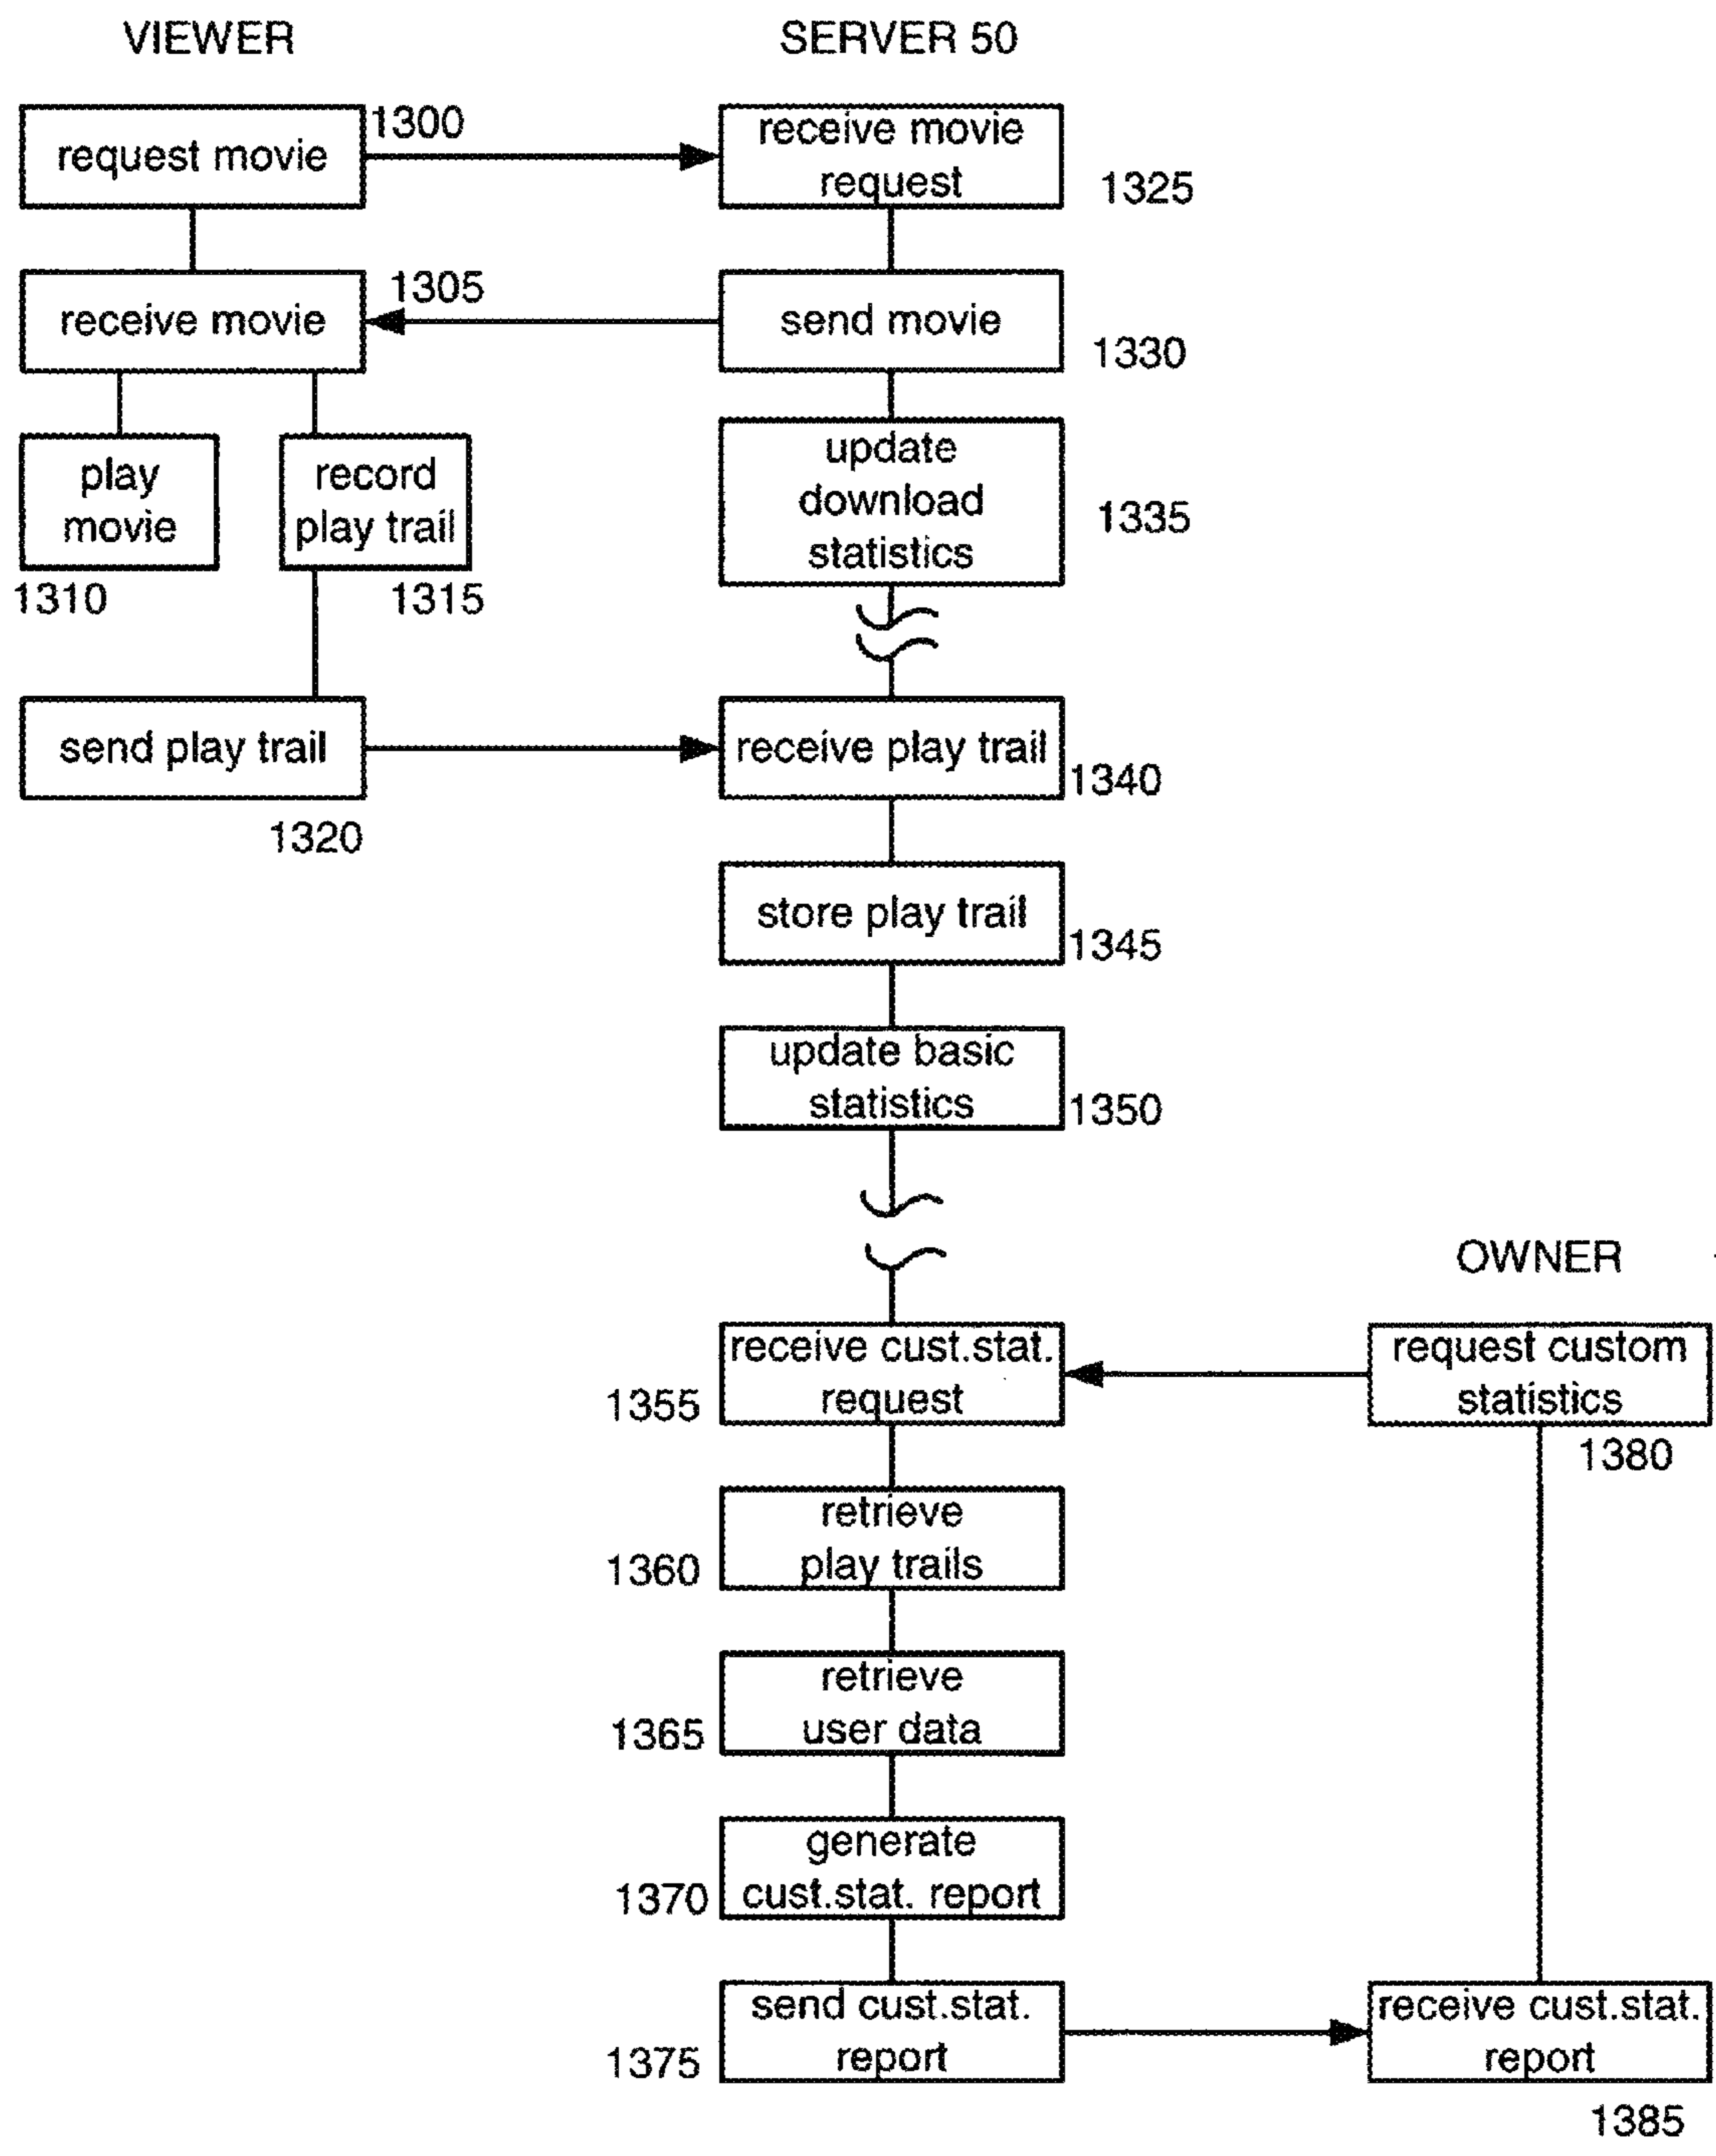 VIEWER
SERVER 50
request movie
1300
receive movie
request
1325
receive movie
1305
send movie
1330
play
movie
1310
record
play trail
1315
update
download
statistics
1335
send play trail
1320
receive play trail
1340
store play trail
1345
update basic
statistics
1350
OWNER
receive cust.stat.
request
1355
request custom
statistics
1380
retrieve
play trails
1360
retrieve
user data
1365
generate
cust.stat. report
1370
send cust.stat.
report
1375
receive cust.stat.
report
1385